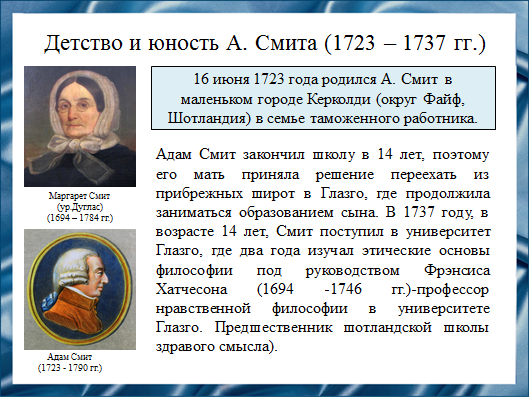 Детство и юность А. Смита (1723 – 1737 гг.)
16 июня 1723 года родился А. Смит в
маленьком городе Керколди (округ Файф,
Шотландия) в семье таможенного работника.
Маргарет Смит
(ур.Дуглас)
(1694 – 1784 гг.)
Адам Смит закончил школу в 14 лет, поэтому
его мать приняла решение переехать из
прибрежных широт в Глазго, где продолжила
заниматься образованием сына. В 1737 году, в
возрасте 14 лет, Смит поступил в университет
Глазго, где два года изучал этические основы
философии под руководством Фрэнсиса
Хатчесона (1694 -1746 гг.)-профессор
нравственной философии в университете
Глазго. Предшественник шотландской школы
здравого смысла).
Адам Смит
(1723 - 1790 гг.)